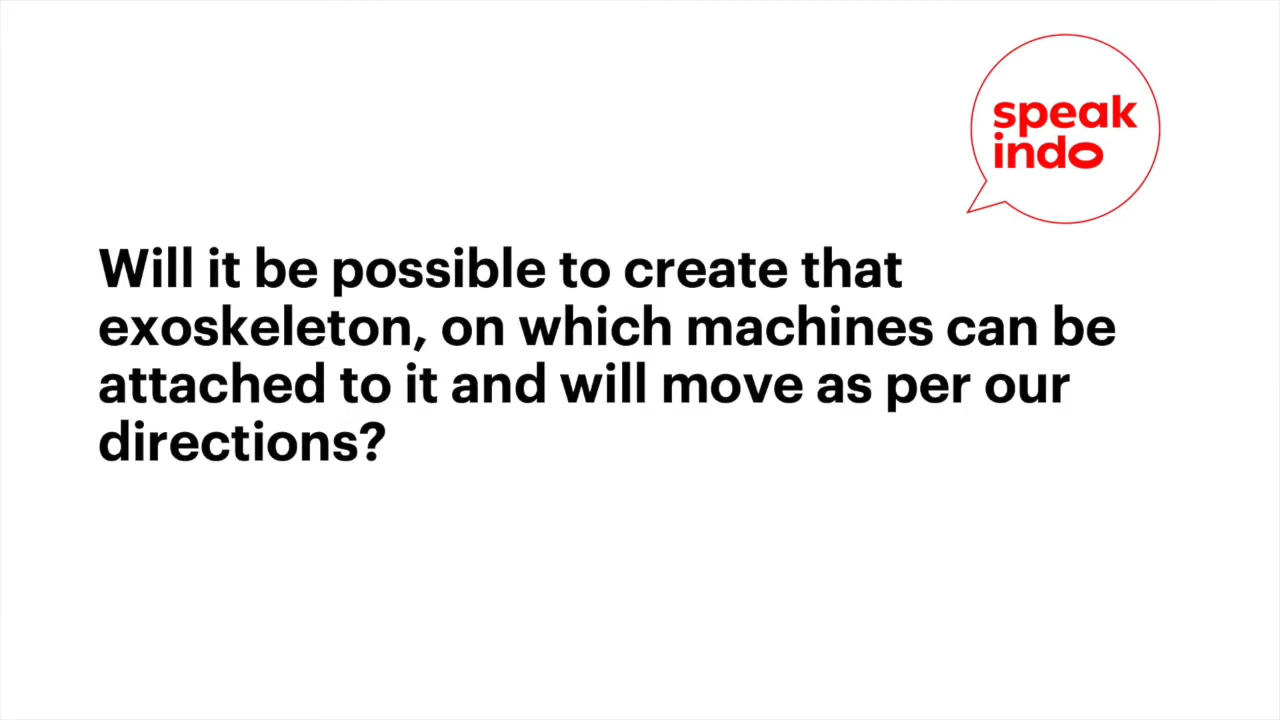 speak
indo
Will it be possible to create that
exoskeleton, on which machines can be
attached to it and will move as per our
directions?